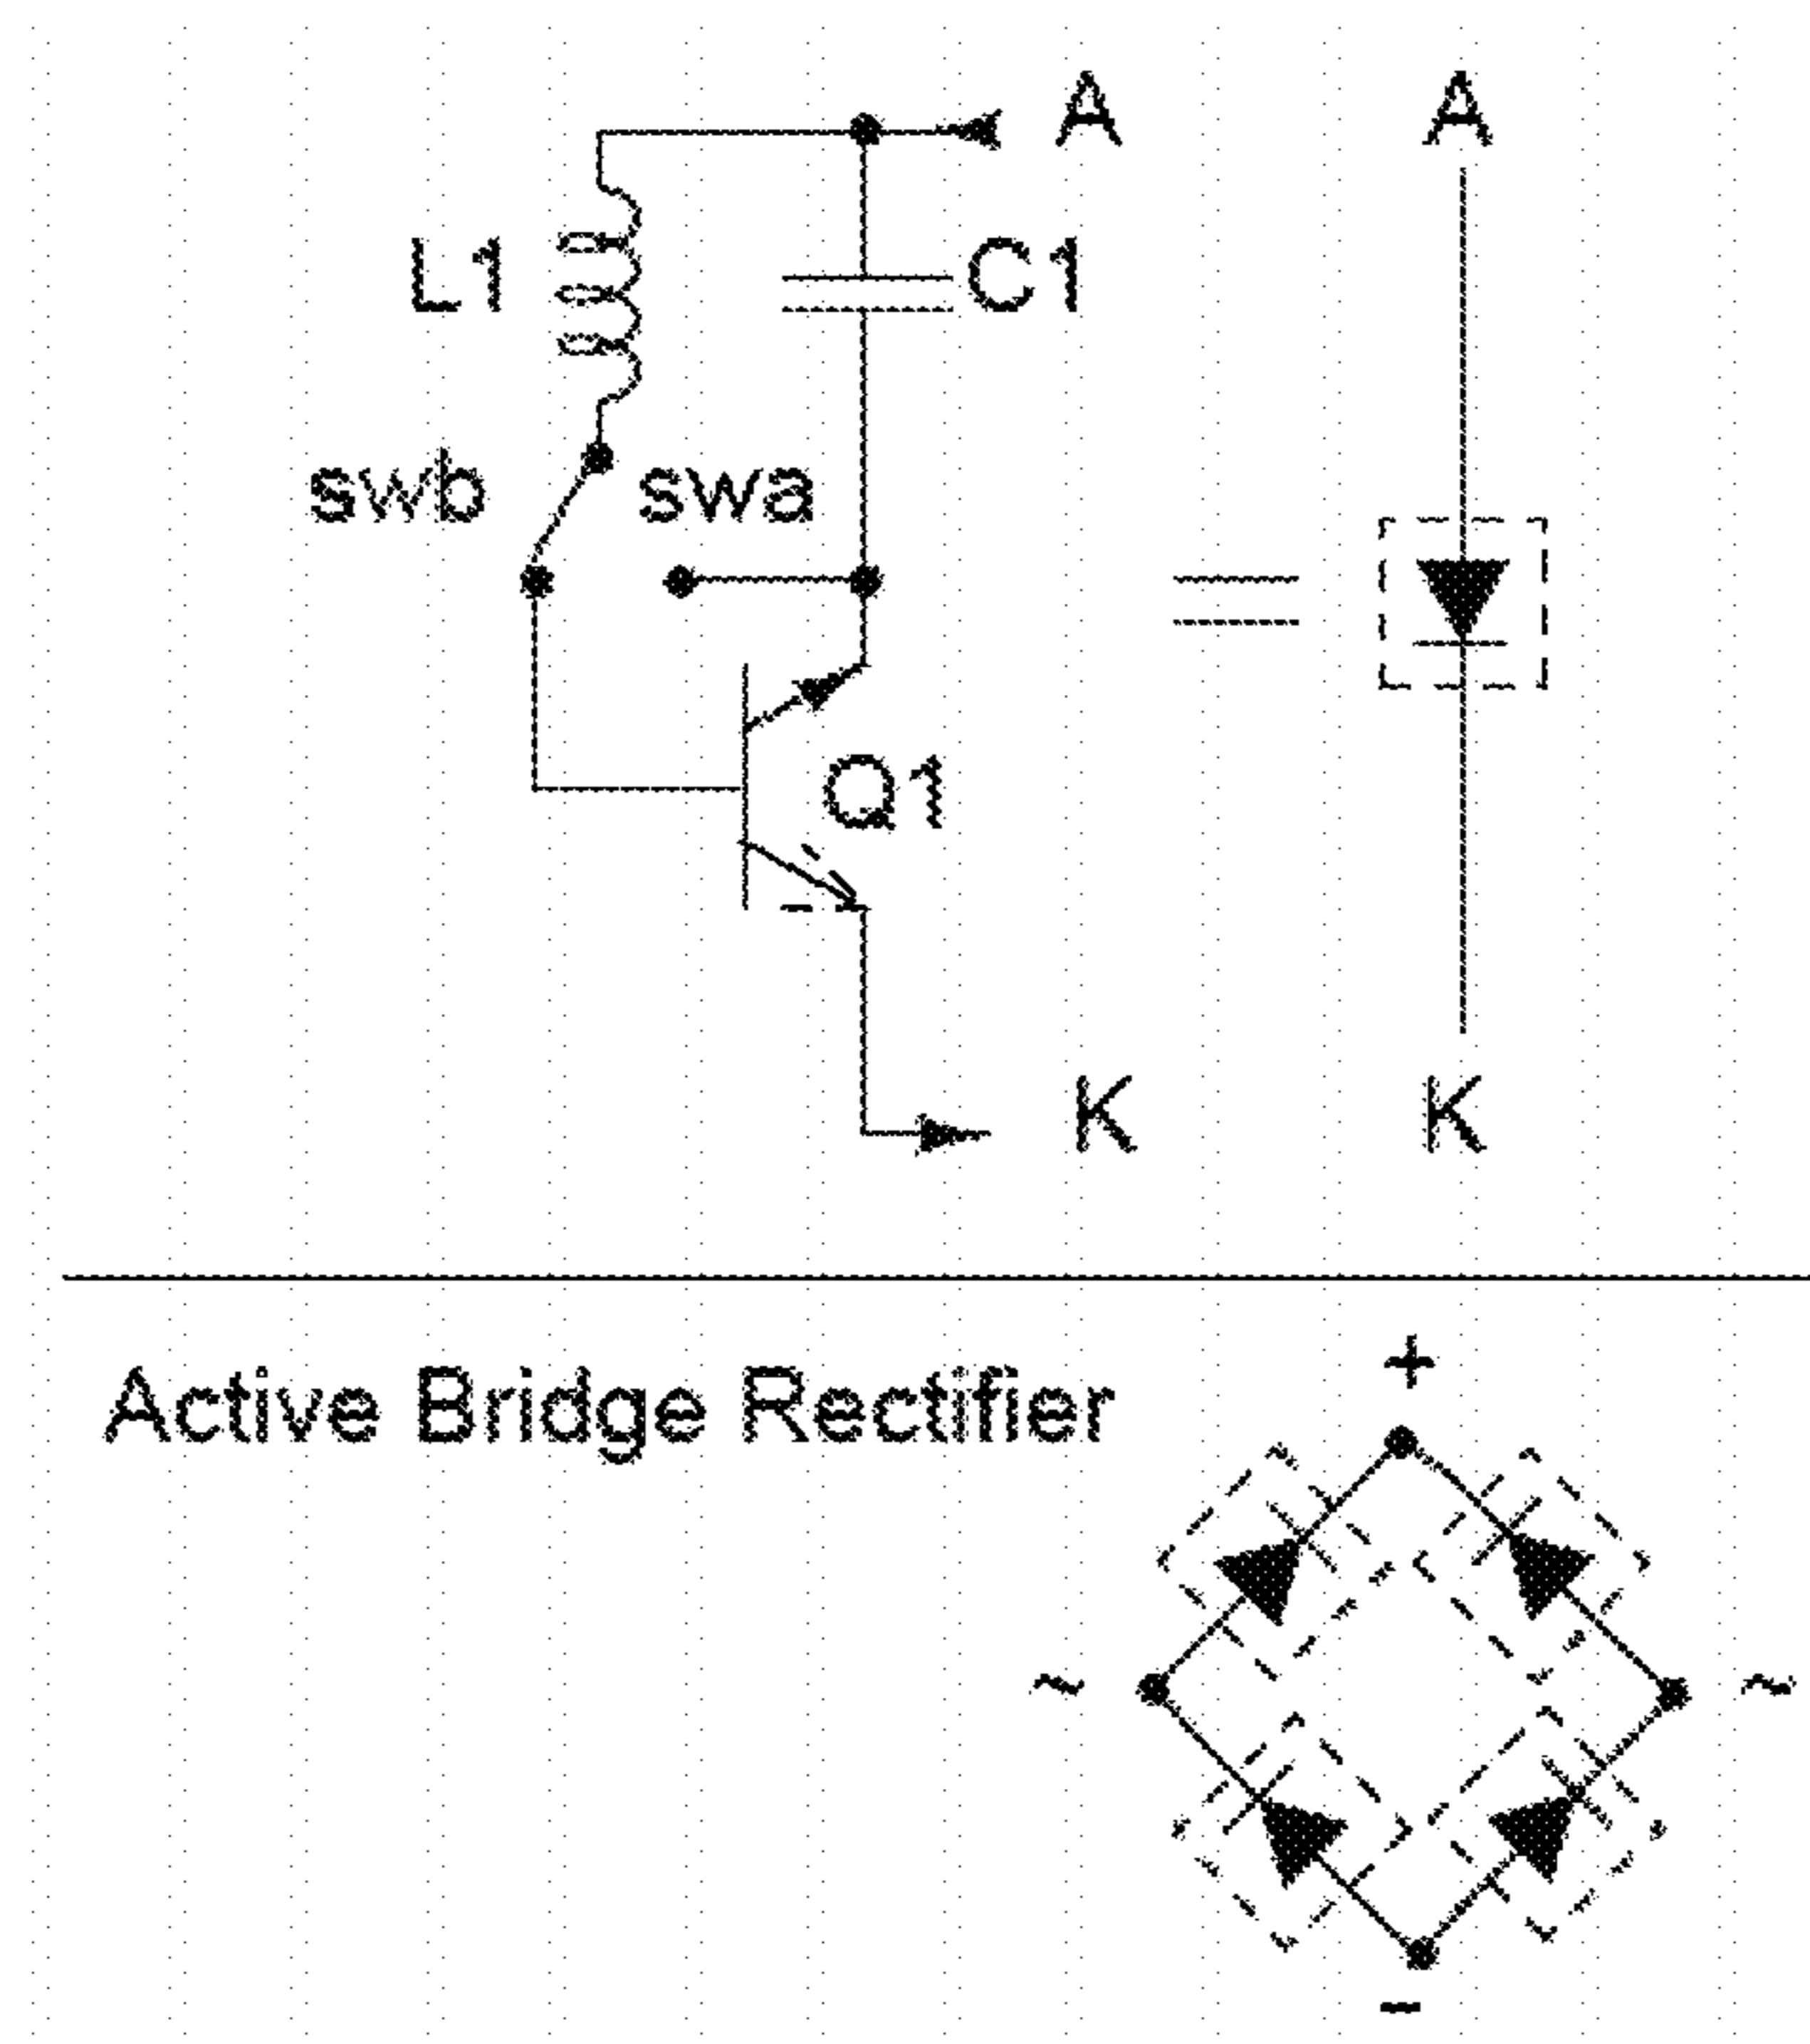 A A
L1 C1
swb swa
=
Q1
K K
Active Bridge Rectifier
+
~ ~
-